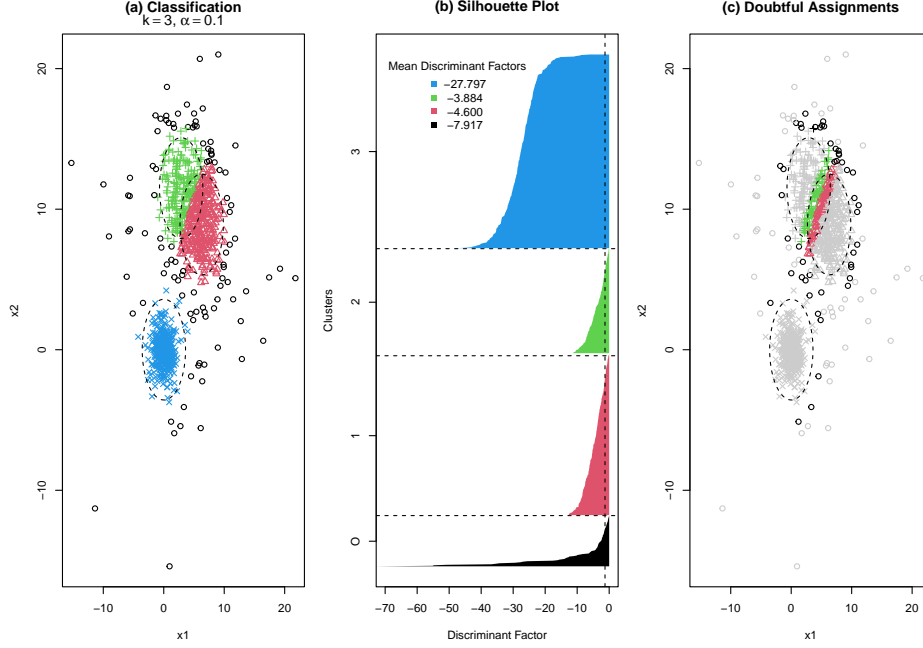 (a) Classification
k = 3, α = 0.1
20
10
0
−10
x2
−10
0
10
20
x1
(b) Silhouette Plot
Mean Discriminant Factors
−27.797
−3.884
−4.600
−7.917
3
2
1
O
Clusters
−70
−60
−50
−40
−30
−20
−10
0
Discriminant Factor
(c) Doubtful Assignments
20
10
0
−10
x2
−10
0
10
20
x1